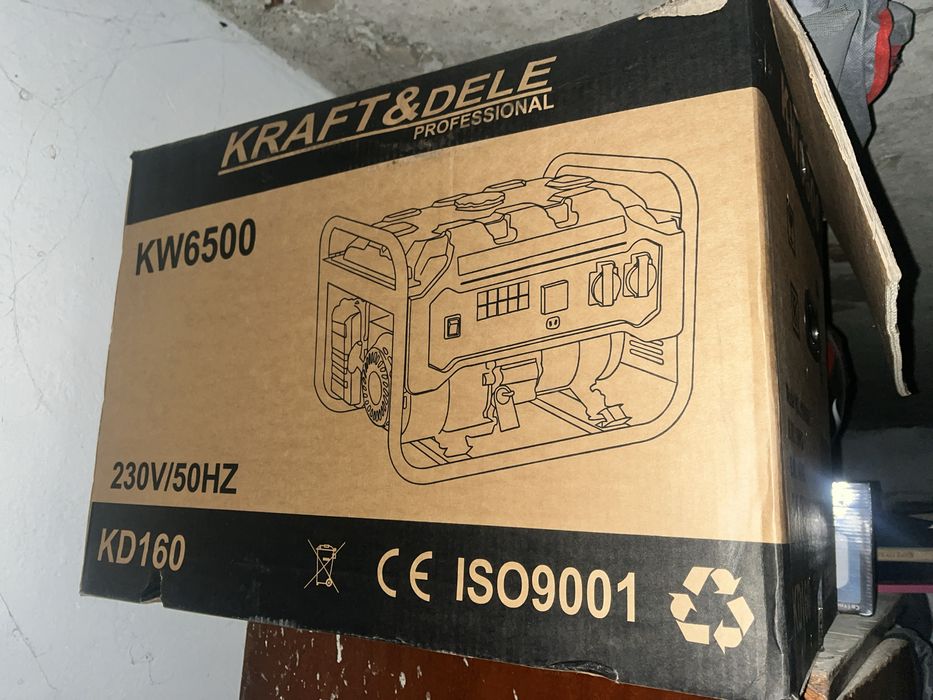 KRAFT&DELE
PROFESSIONAL
KW6500
230V/50HZ
KD160
CE ISO9001